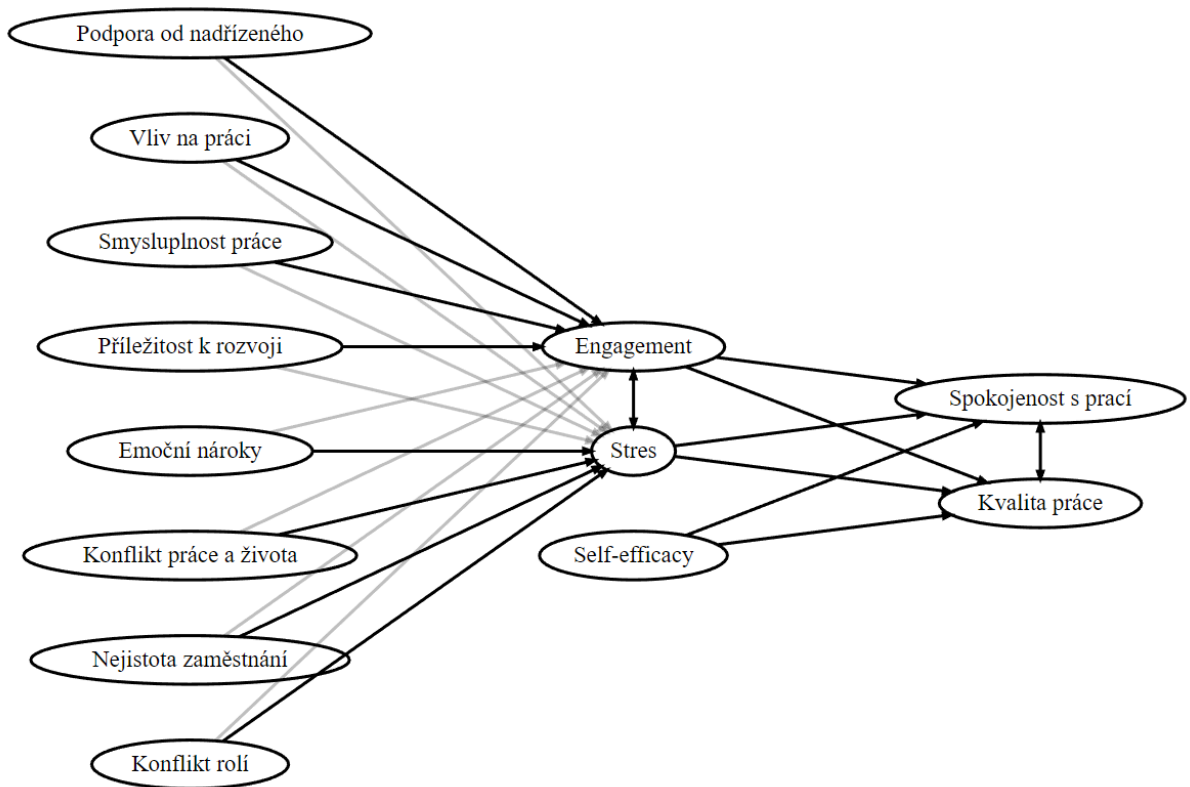 Podpora od nadřízeného
Vliv na práci
Smysluplnost práce
Příležitost k rozvoji
Engagement
Spokojenost s prací
Emoční nároky
Stres
Kvalita práce
Konflikt práce a života
Self-efficacy
Nejistota zaměstnání
Konflikt rolí